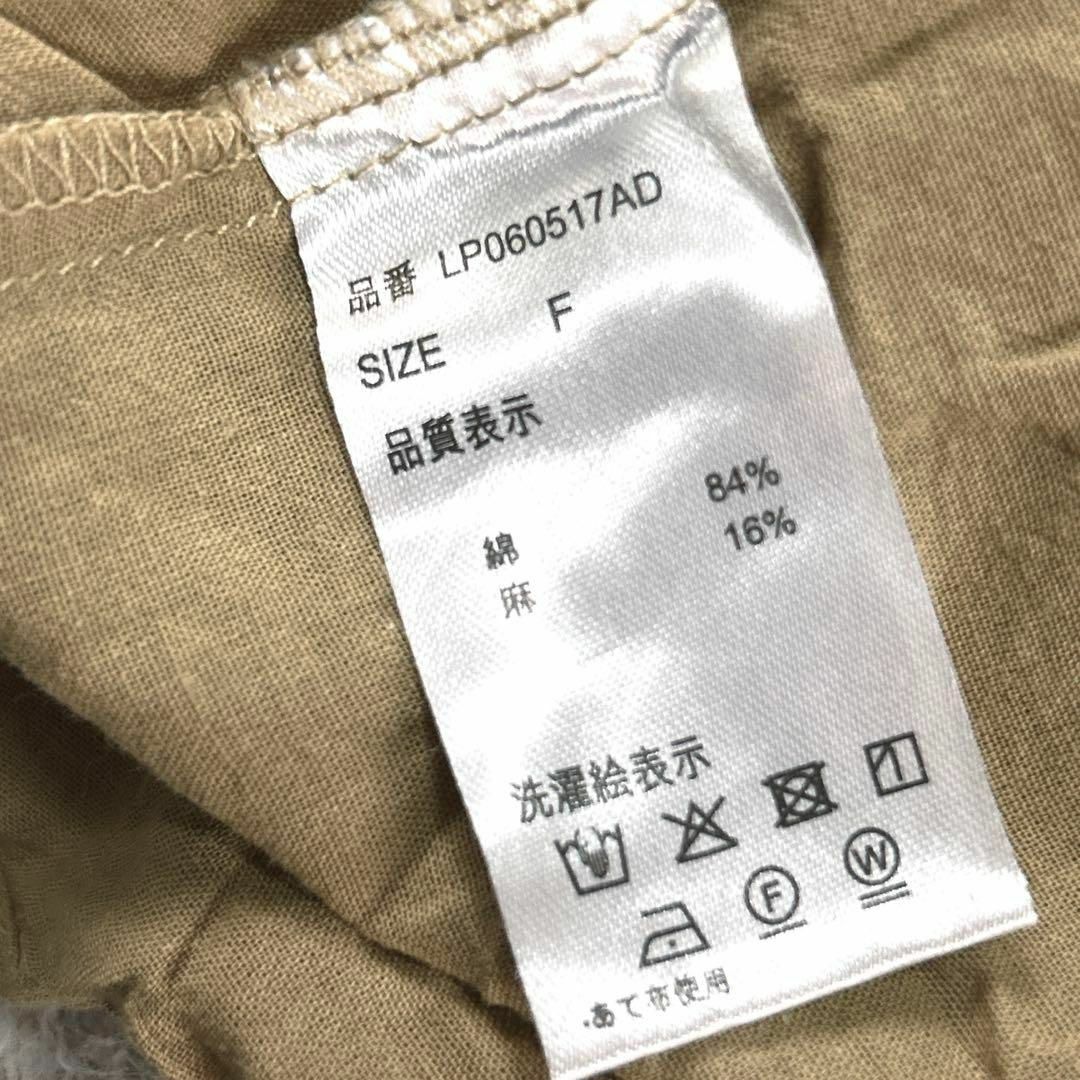 品番 LP060517AD
SIZE F
品質表示
綿 84%
麻 16%
洗濯絵表示
F W
・あて布使用